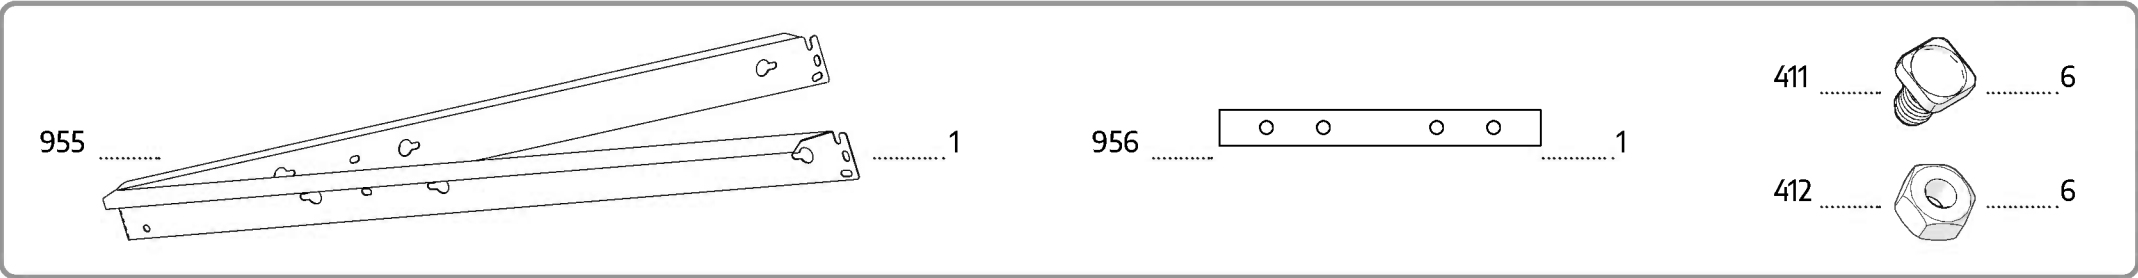 955 .................. 1
956 .................. 1
411 .................. 6
412 .................. 6